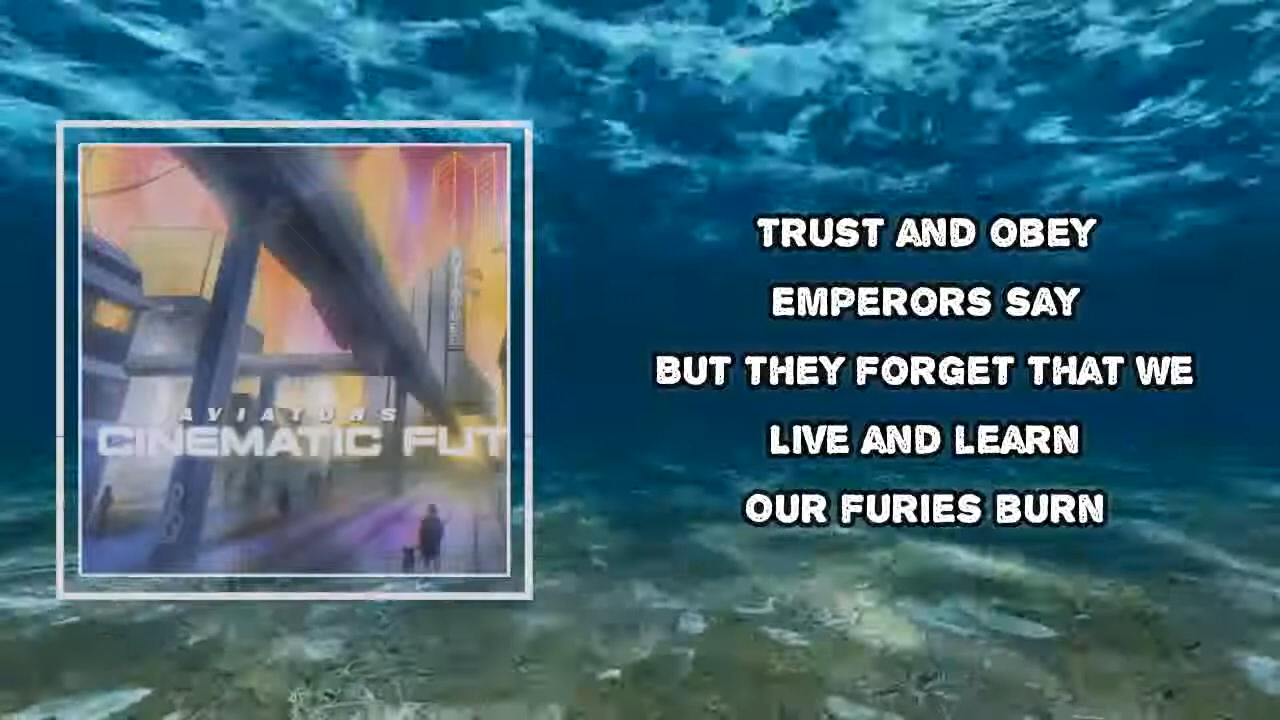 AVIATORS
CINEMATIC FUT
TRUST AND OBEY
EMPERORS SAY
BUT THEY FORGET THAT WE
LIVE AND LEARN
OUR FURIES BURN